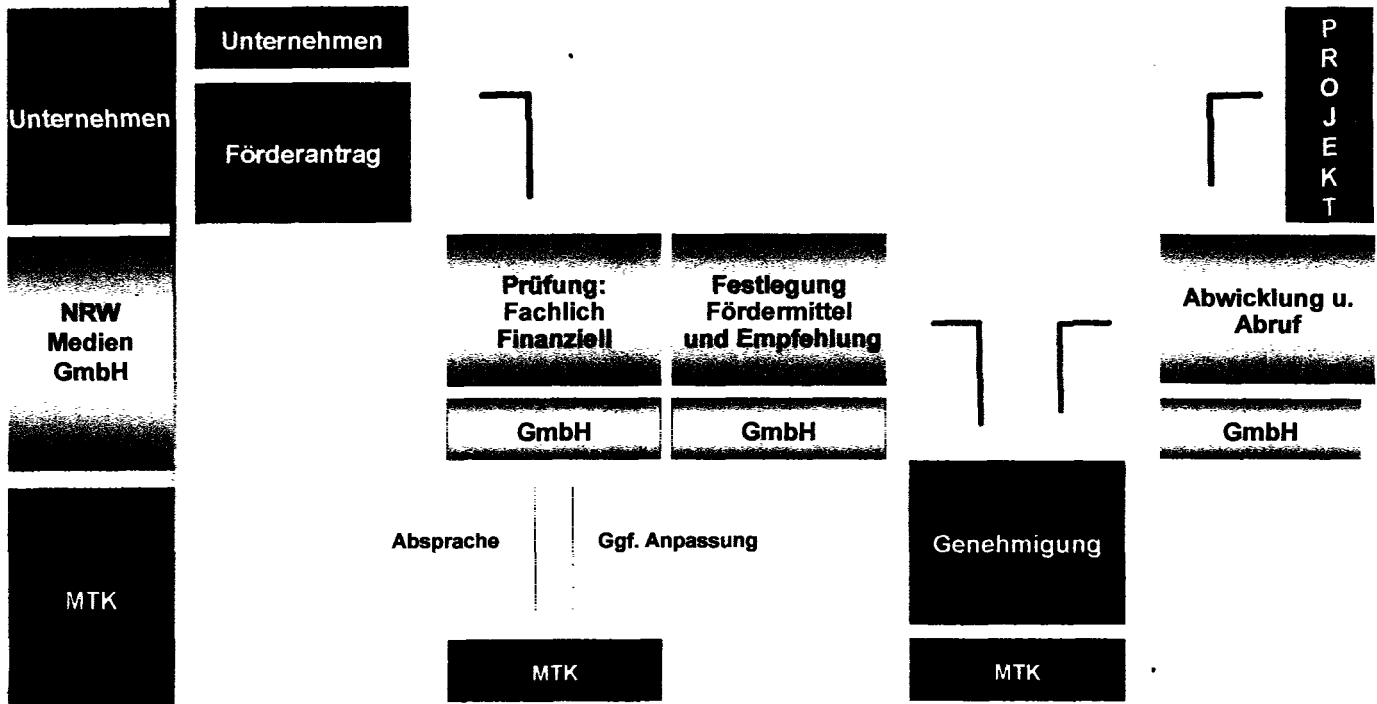 Unternehmen
NRW
Medien
GmbH
MTK
Unternehmen
Förderantrag
Prüfung:
Fachlich
Finanziell
GmbH
Festlegung
Fördermittel
und Empfehlung
GmbH
Absprache
Ggf. Anpassung
MTK
Genehmigung
MTK
Abwicklung u.
Abruf
GmbH
P
R
O
J
E
K
T